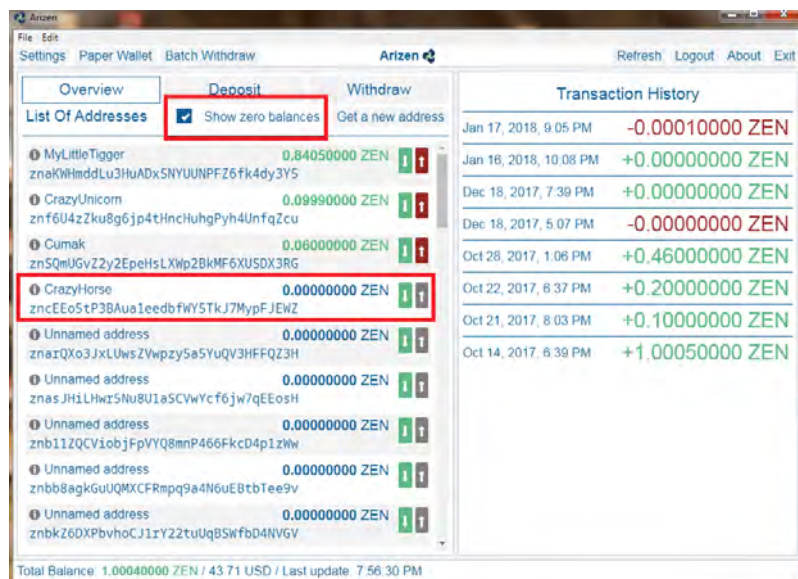 Arizen
File Edit
Settings Paper Wallet Batch Withdraw Arizen Refresh Logout About Exit
Overview Deposit Withdraw
List Of Addresses Show zero balances Get a new address
MyLittleTigger 0.84050000 ZEN
znaKWHmddLu3HuADxSNYUUNPFZ6fk4dy3YS
CrazyUnicorn 0.09990000 ZEN
znf6U4zZku8g6jp4tHncHuhgPyh4UnfqZcu
Cumak 0.06000000 ZEN
znSQmUGvZ2y2EpeHsLXWp2BkMF6XUSDX3RG
CrazyHorse 0.00000000 ZEN
zncEEo5tP3BAua1eedbfWY5TkJ7MypFJEWZ
Unnamed address 0.00000000 ZEN
znarQXo3JxLUwsZVwpzy5a5YuQV3HFFQZ3H
Unnamed address 0.00000000 ZEN
znasJHiLHwrSNu8U1aSCVwYcf6jw7qEEosH
Unnamed address 0.00000000 ZEN
znb11ZQCViobjFpVYQ8mnP466FkcD4p1zWw
Unnamed address 0.00000000 ZEN
znbb8agkGuUQMXCFRmpq9a4N6uEBtbTee9v
Unnamed address 0.00000000 ZEN
znbkZ6DXPbvhoCJ1rY22tuUqBSWfbD4NVGV
Transaction History
Jan 17, 2018, 9:05 PM -0.00010000 ZEN
Jan 16, 2018, 10:08 PM +0.00000000 ZEN
Dec 18, 2017, 7:39 PM +0.00000000 ZEN
Dec 18, 2017, 5:07 PM -0.00000000 ZEN
Oct 28, 2017, 1:06 PM +0.46000000 ZEN
Oct 22, 2017, 6:37 PM +0.20000000 ZEN
Oct 21, 2017, 8:03 PM +0.10000000 ZEN
Oct 14, 2017, 6:39 PM +1.00050000 ZEN
Total Balance: 1.00040000 ZEN / 43.71 USD / Last update: 7:56:30 PM